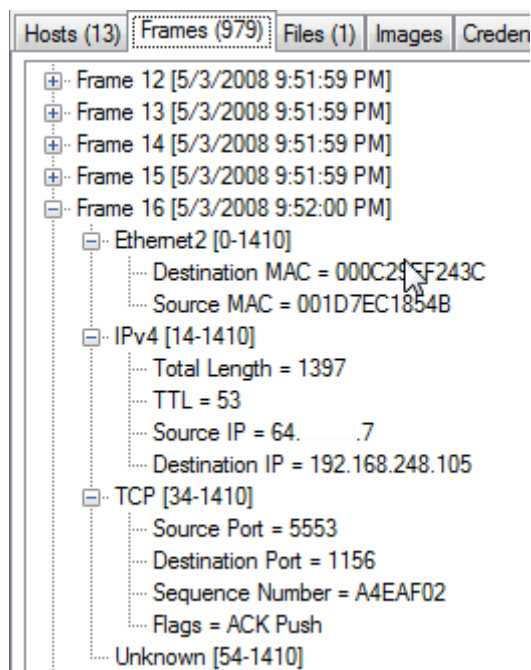 Hosts (13) Frames (979) Files (1) Images Creden
Frame 12 [5/3/2008 9:51:59 PM]
Frame 13 [5/3/2008 9:51:59 PM]
Frame 14 [5/3/2008 9:51:59 PM]
Frame 15 [5/3/2008 9:51:59 PM]
Frame 16 [5/3/2008 9:52:00 PM]
Ethernet2 [0-1410]
Destination MAC =
Source MAC = 001D7EC1854B
IPv4 [14-1410]
Total Length = 1397
TTL = 53
Source IP = 64. .7
Destination IP = 192.168.248.105
TCP [34-1410]
Source Port = 5553
Destination Port = 1156
Sequence Number = A4EAF02
Flags = ACK Push
Unknown [54-1410]